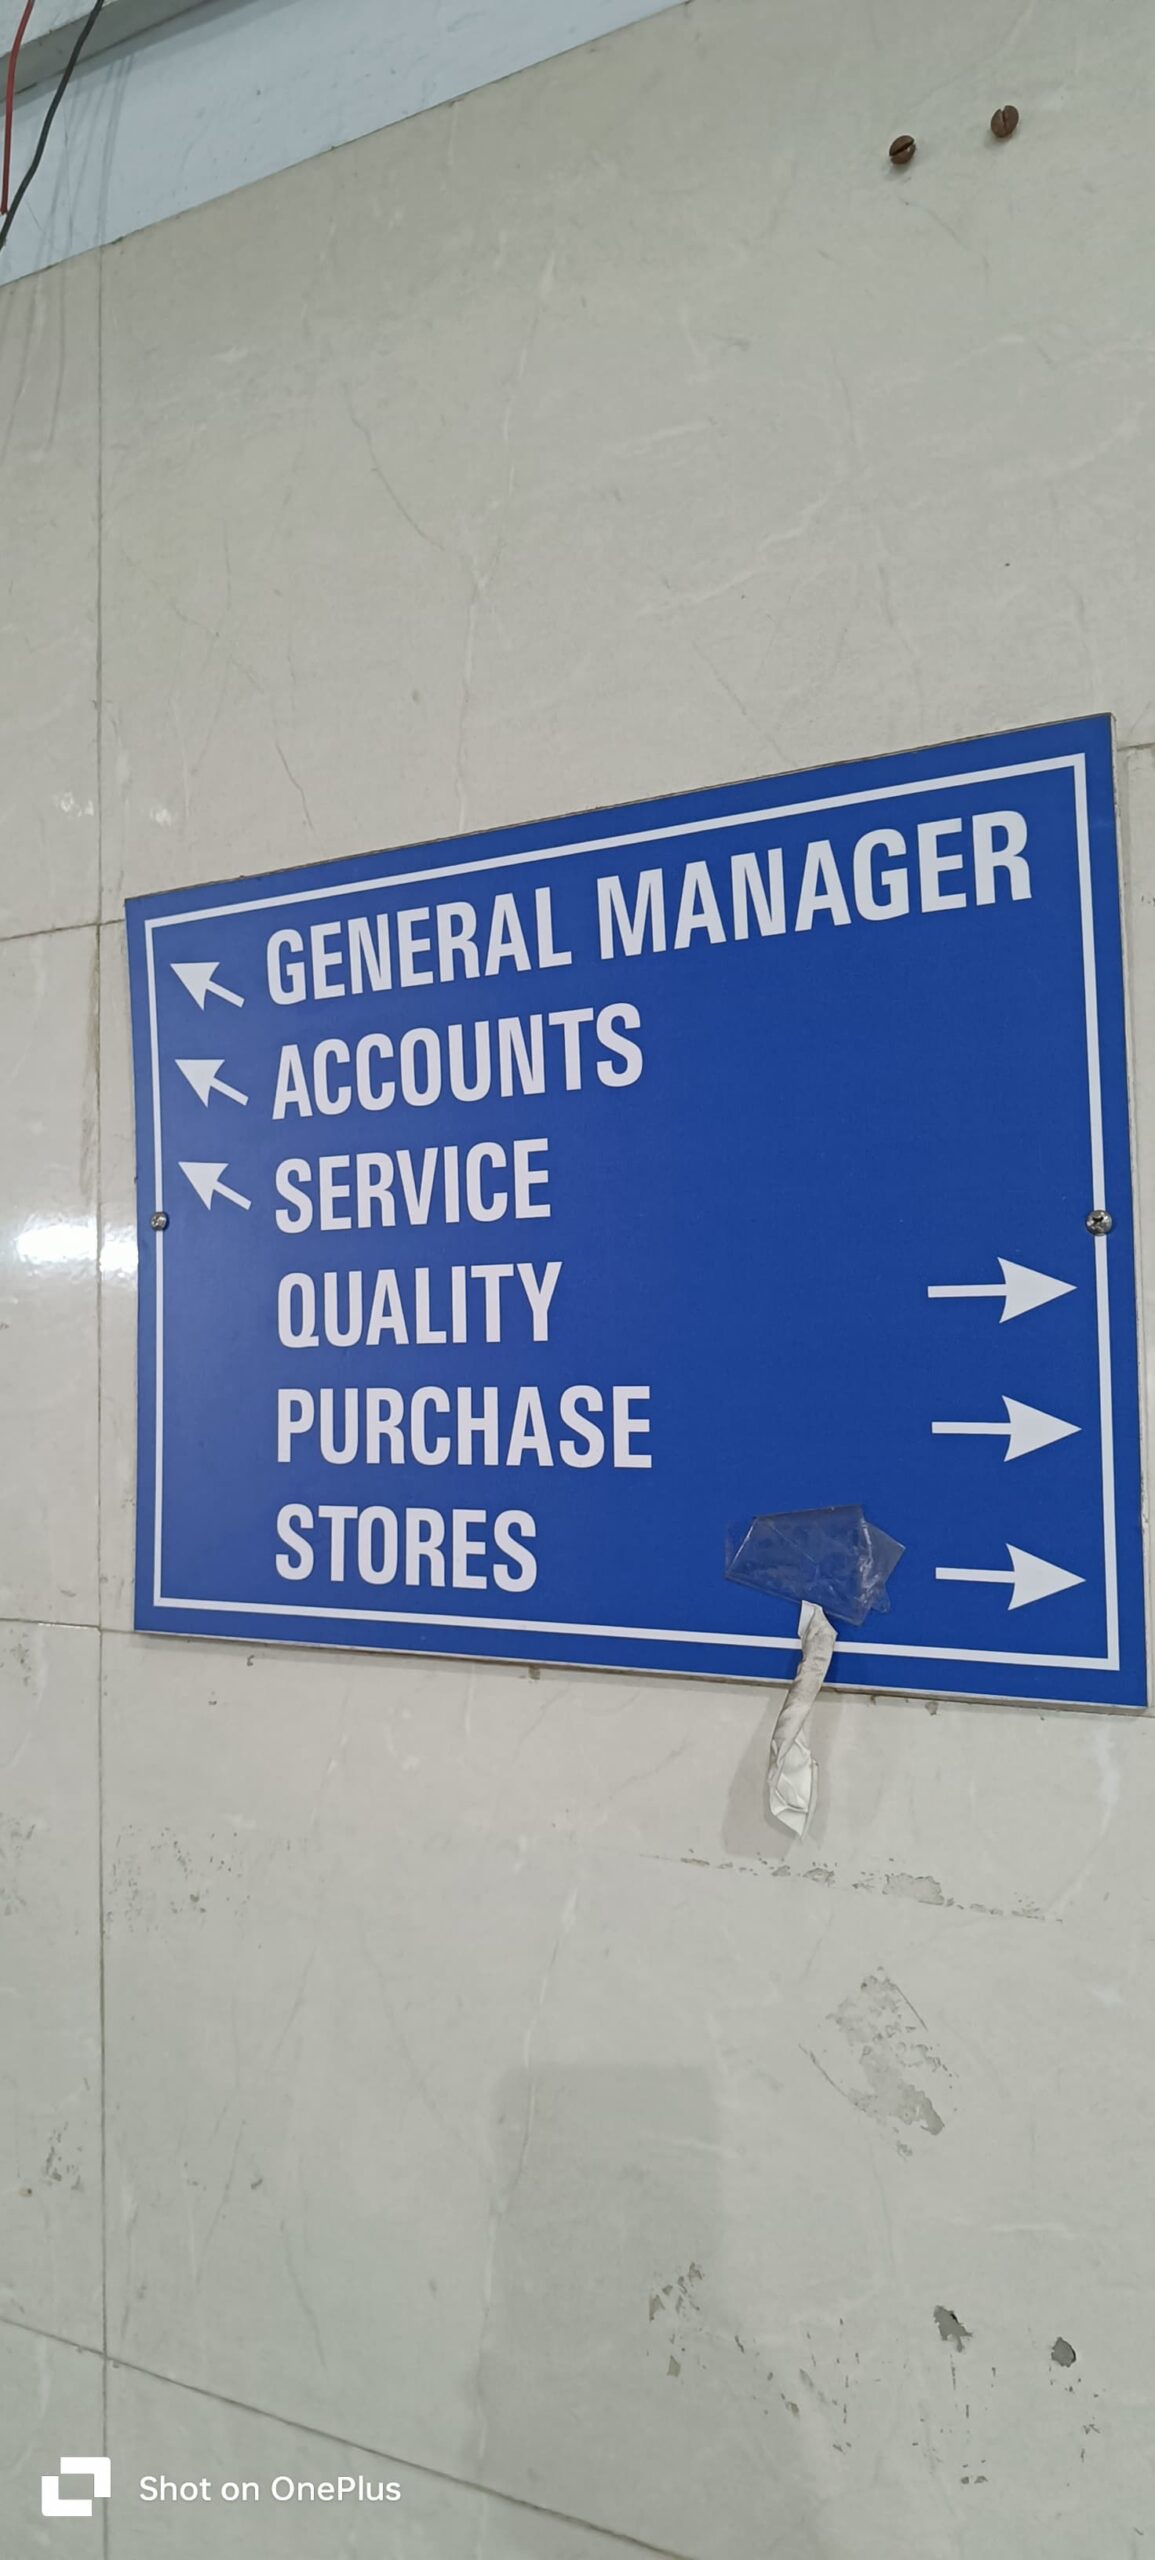 GENERAL MANAGER
ACCOUNTS
SERVICE
QUALITY
PURCHASE
STORES
Shot on OnePlus